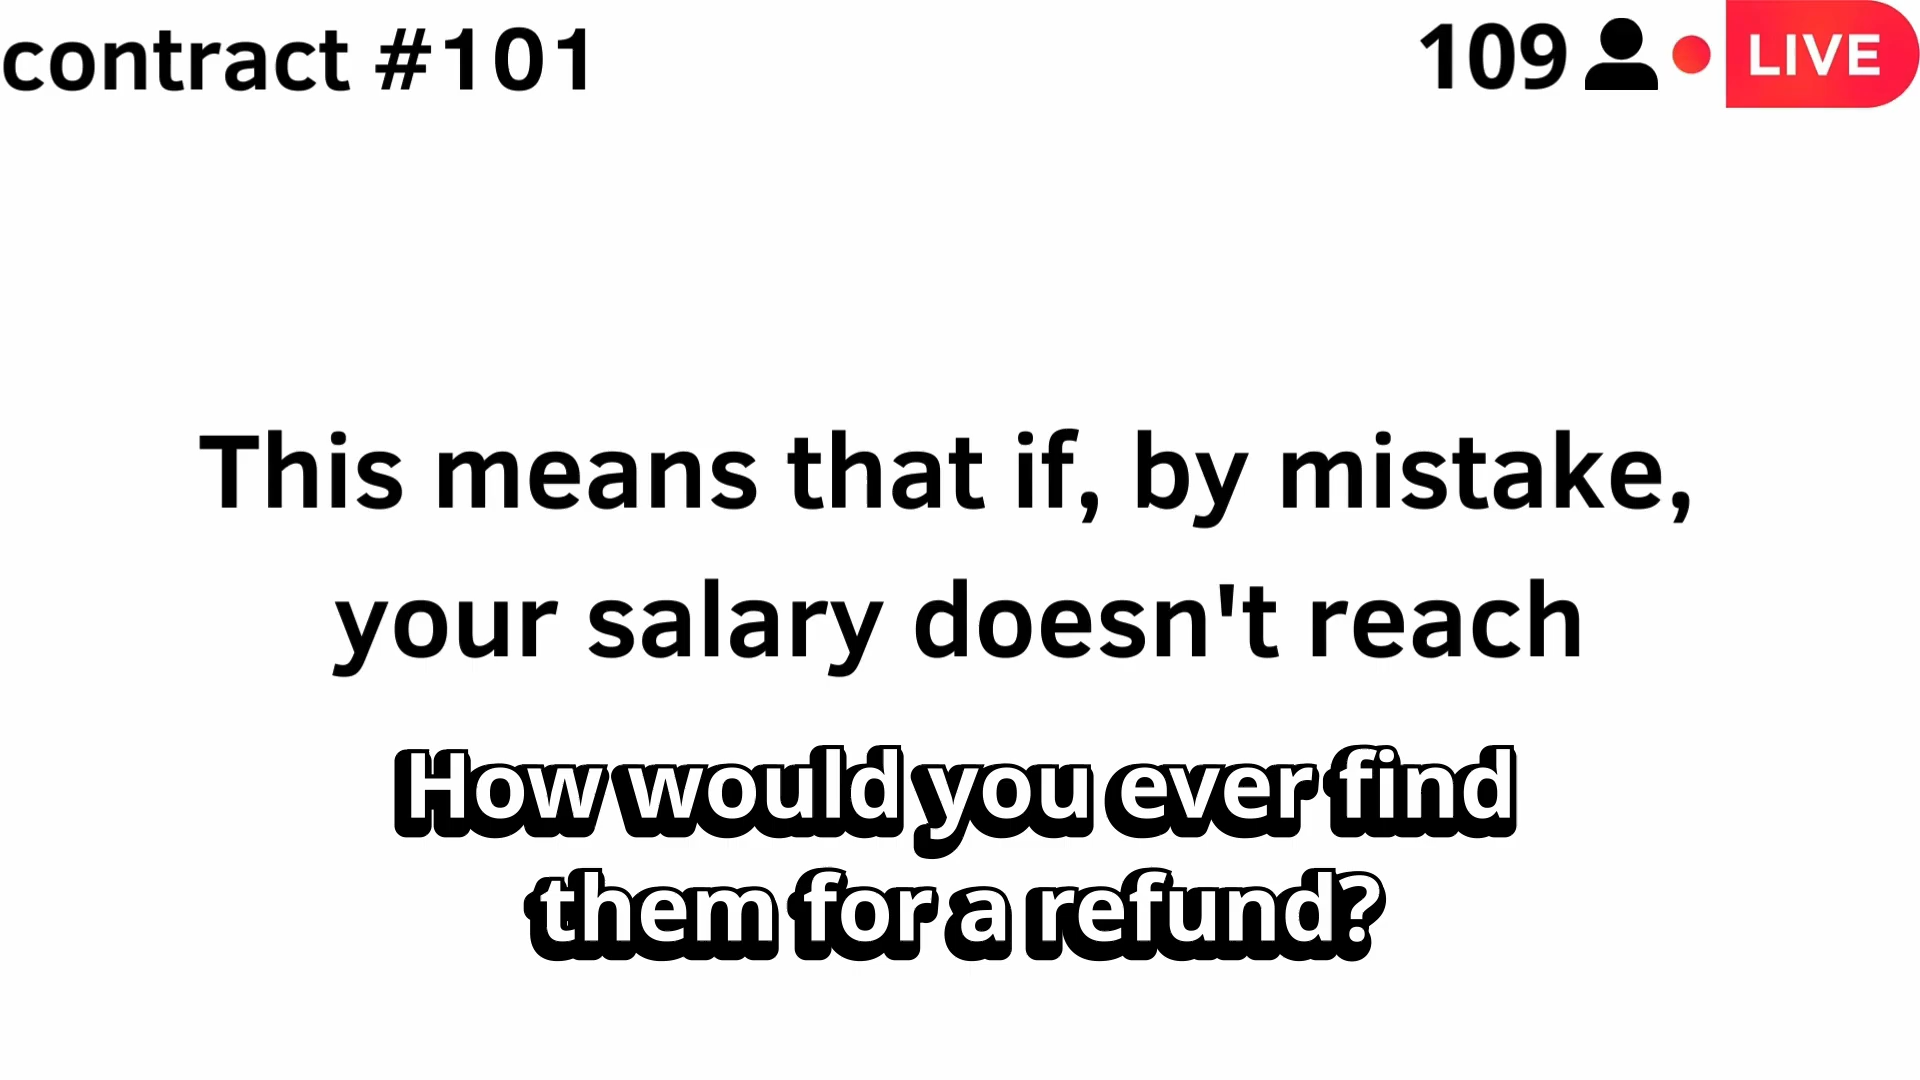 contract #101
109
LIVE
This means that if, by mistake,
your salary doesn't reach
How would you ever find
them for a refund?